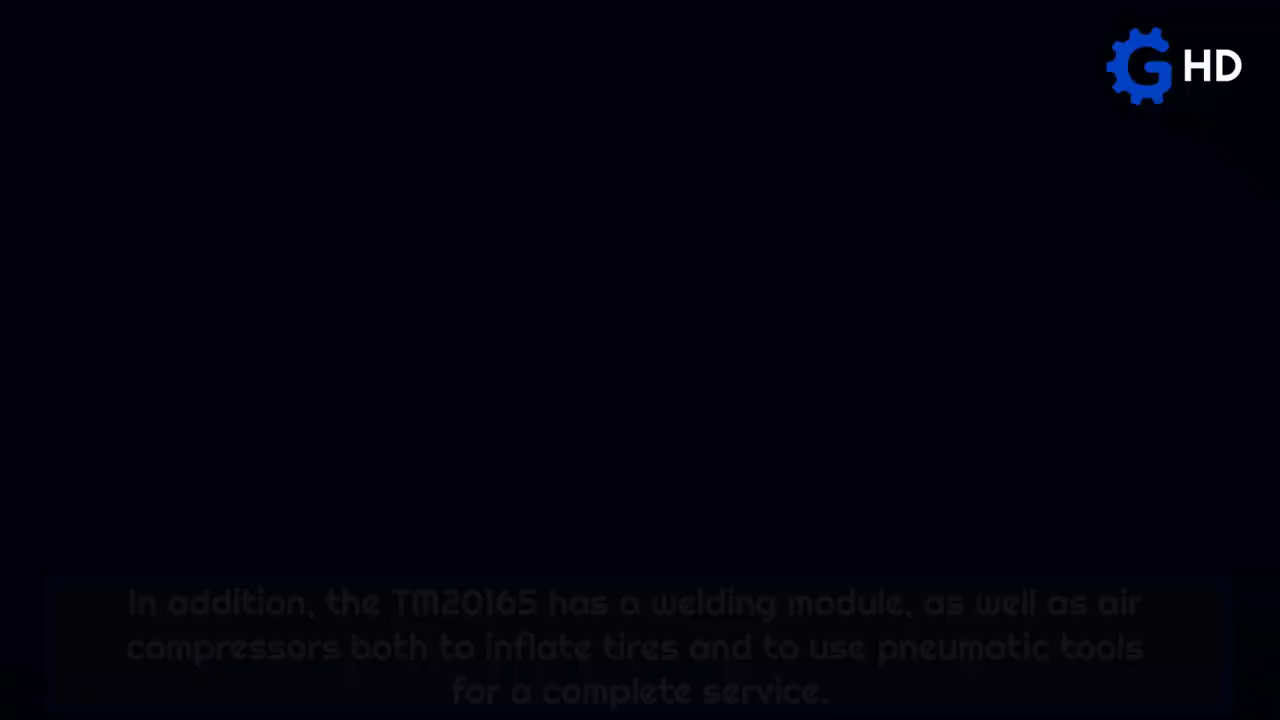 G HD
In addition, the TM20165 has a welding module, as well as air
compressors both to inflate tires and to use pneumatic tools
for a complete service.